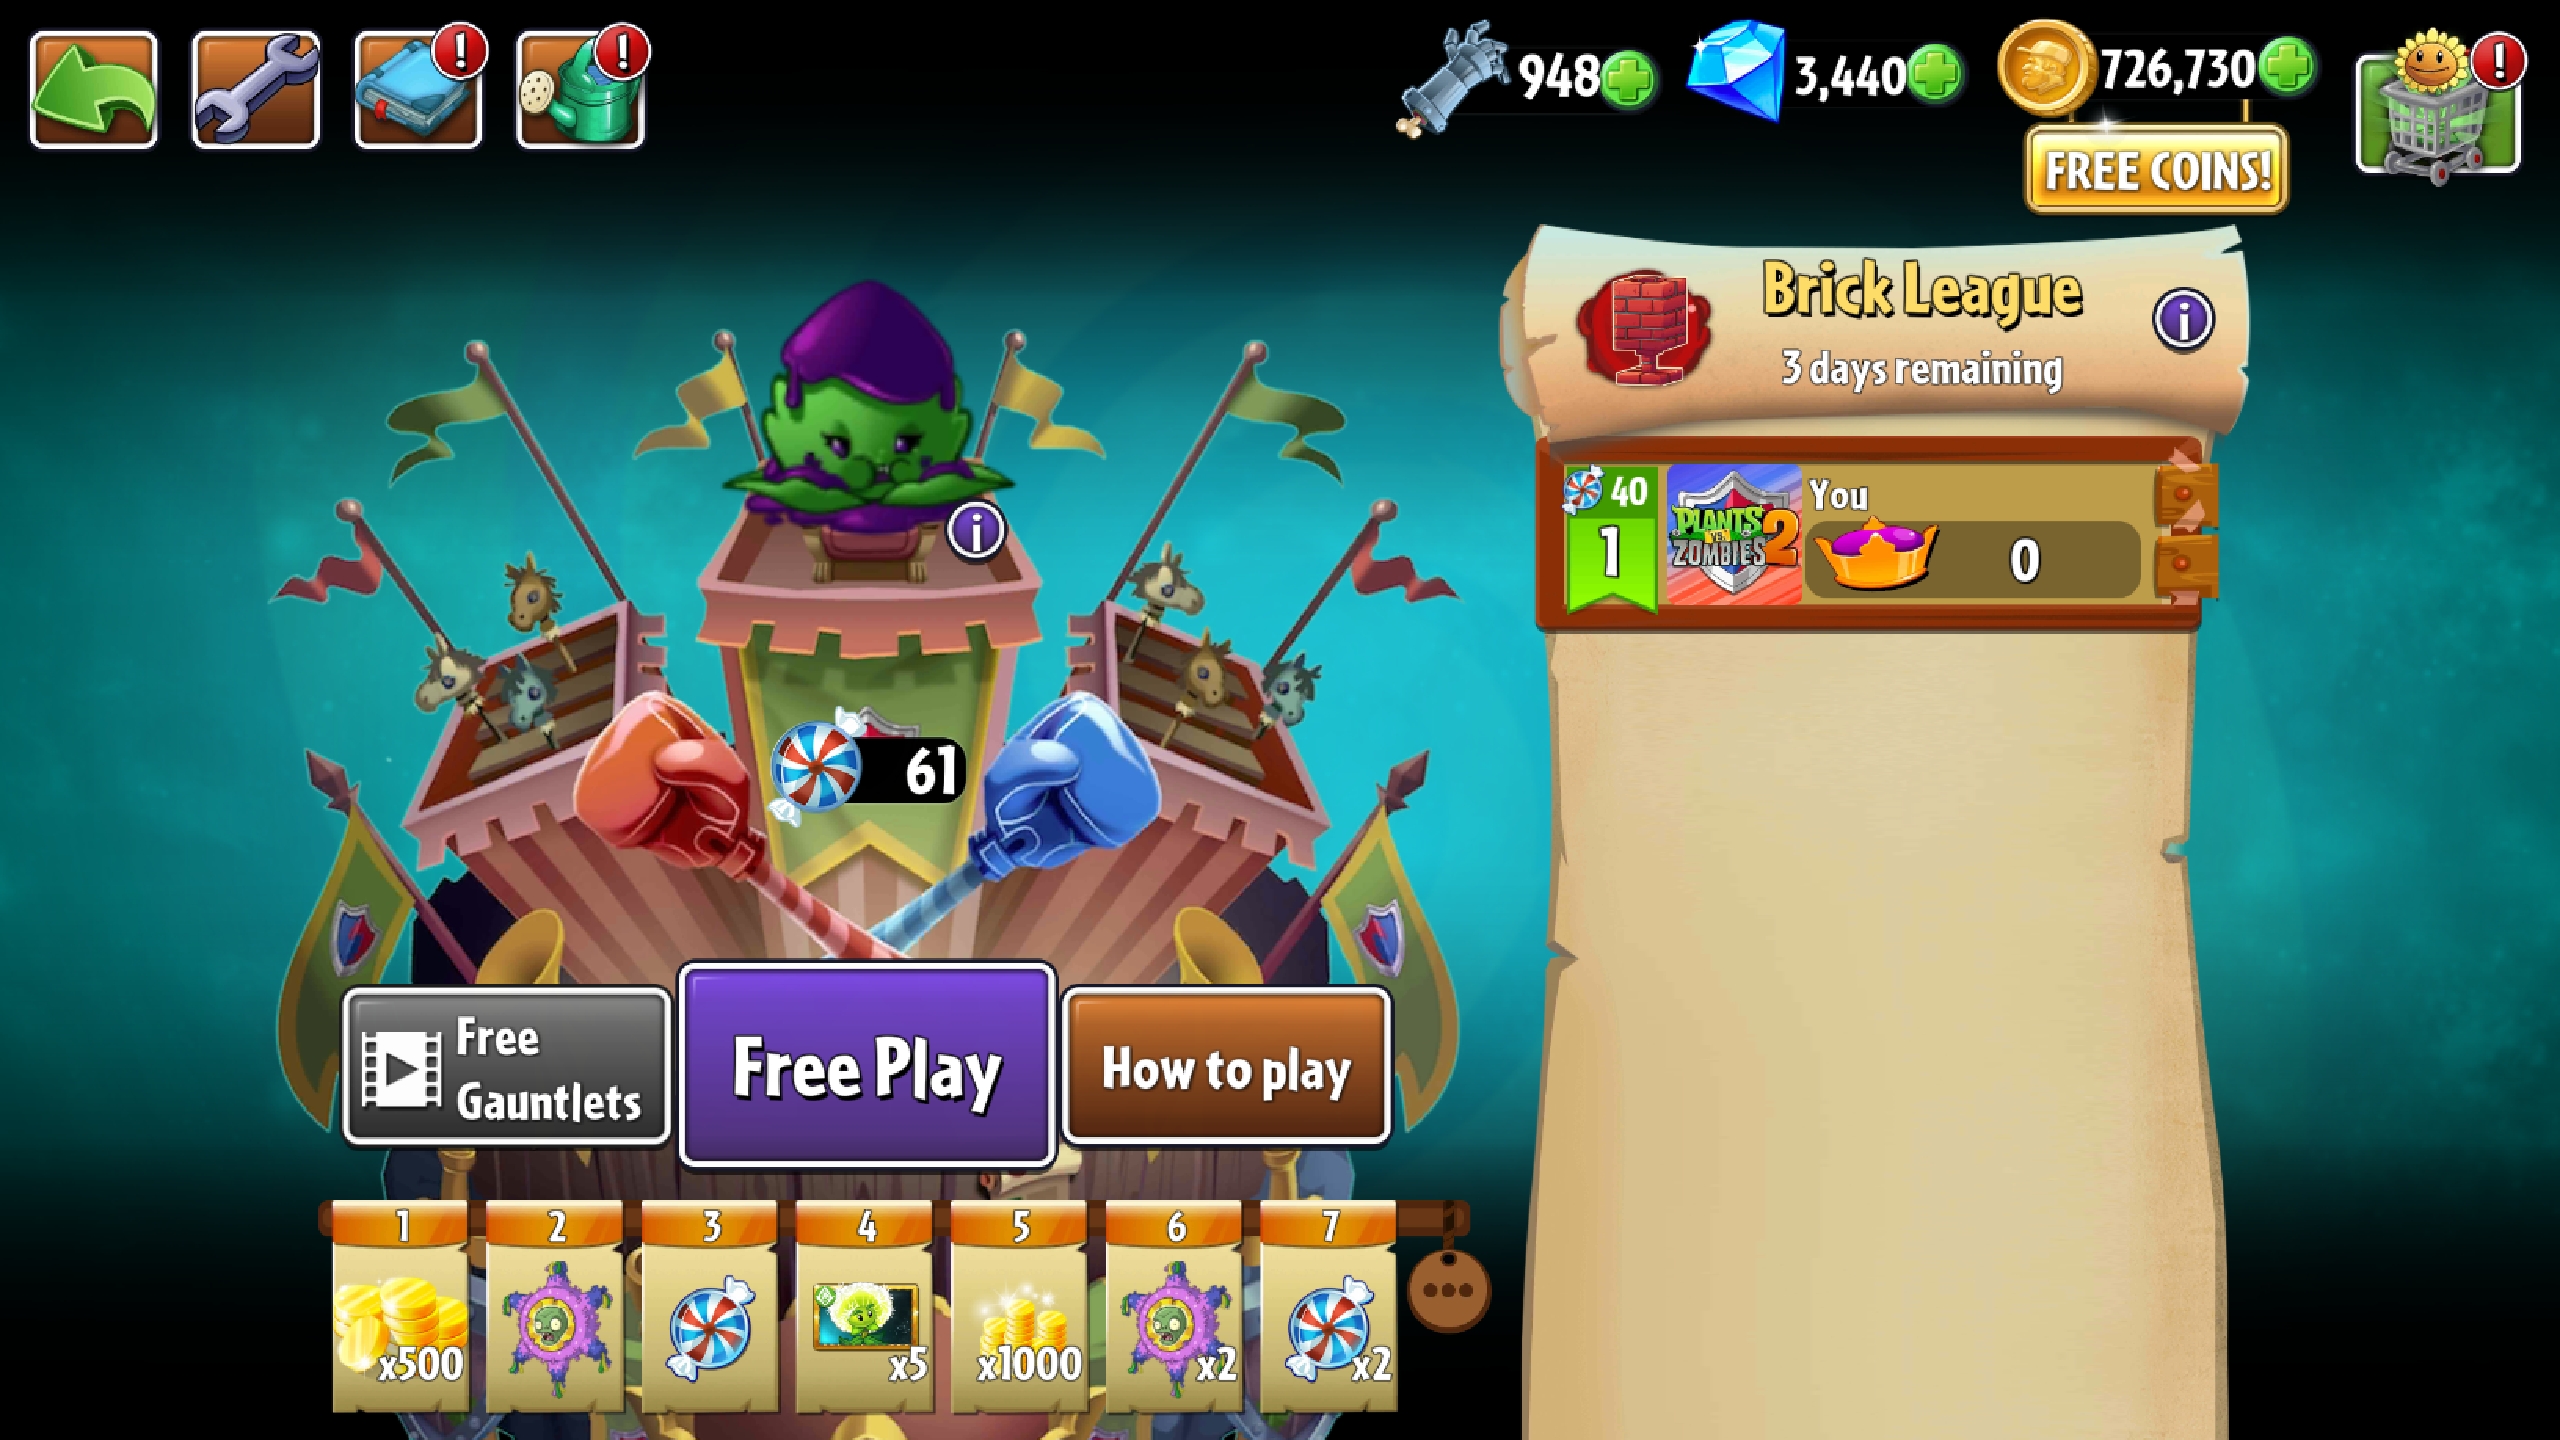 948
3,440
726,730
FREE COINS!
Brick League
3 days remaining
40
1
PLANTS
VS.
ZOMBIES 2
You
0
61
Free
Gauntlets
Free Play
How to play
1
2
3
4
5
6
7
x500
x5
x1000
x2
x2